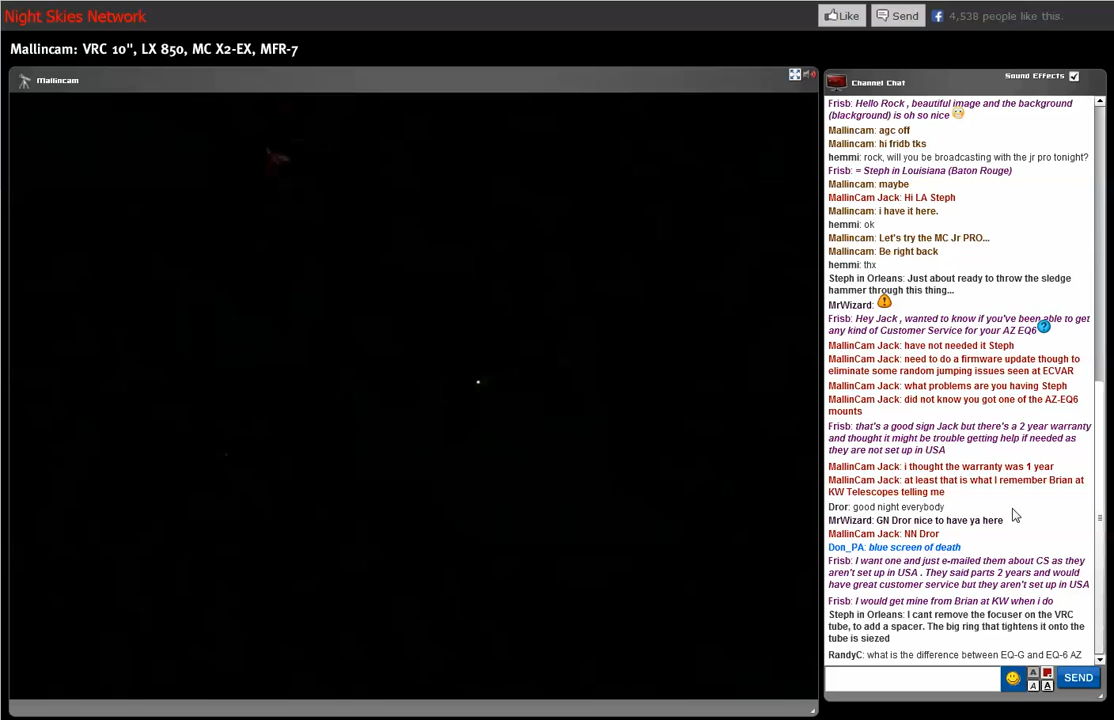 Night Skies Network
Like
Send
4,538 people like this.
Mallincam: VRC 10", LX 850, MC X2-EX, MFR-7
Mallincam
Channel Chat
Sound Effects
Frisb: Hello Rock , beautiful image and the background
(blackground) is oh so nice
Mallincam: agc off
Mallincam: hi fridb tks
hemmi: rock, will you be broadcasting with the jr pro tonight?
Frisb: = Steph in Louisiana (Baton Rouge)
Mallincam: maybe
MallinCam Jack: Hi LA Steph
Mallincam: i have it here.
hemmi: ok
Mallincam: Let's try the MC Jr PRO...
Mallincam: Be right back
hemmi: thx
Steph in Orleans: Just about ready to throw the sledge
hammer through this thing...
MrWizard:
Frisb: Hey Jack , wanted to know if you've been able to get
any kind of Customer Service for your AZ EQ6
MallinCam Jack: have not needed it Steph
MallinCam Jack: need to do a firmware update though to
eliminate some random jumping issues seen at ECVAR
MallinCam Jack: what problems are you having Steph
MallinCam Jack: did not know you got one of the AZ-EQ6
mounts
Frisb: that's a good sign Jack but there's a 2 year warranty
and thought it might be trouble getting help if needed as
they are not set up in USA
MallinCam Jack: i thought the warranty was 1 year
MallinCam Jack: at least that is what I remember Brian at
KW Telescopes telling me
Dror: good night everybody
MrWizard: GN Dror nice to have ya here
MallinCam Jack: NN Dror
Don_PA: blue screen of death
Frisb: I want one and just e-mailed them about CS as they
aren't set up in USA . They said parts 2 years and would
have great customer service but they aren't set up in USA
Frisb: I would get mine from Brian at KW when i do
Steph in Orleans: I cant remove the focuser on the VRC
tube, to add a spacer. The big ring that tightens it onto the
tube is siezed
RandyC: what is the difference between EQ-G and EQ-6 AZ
A
A A
SEND